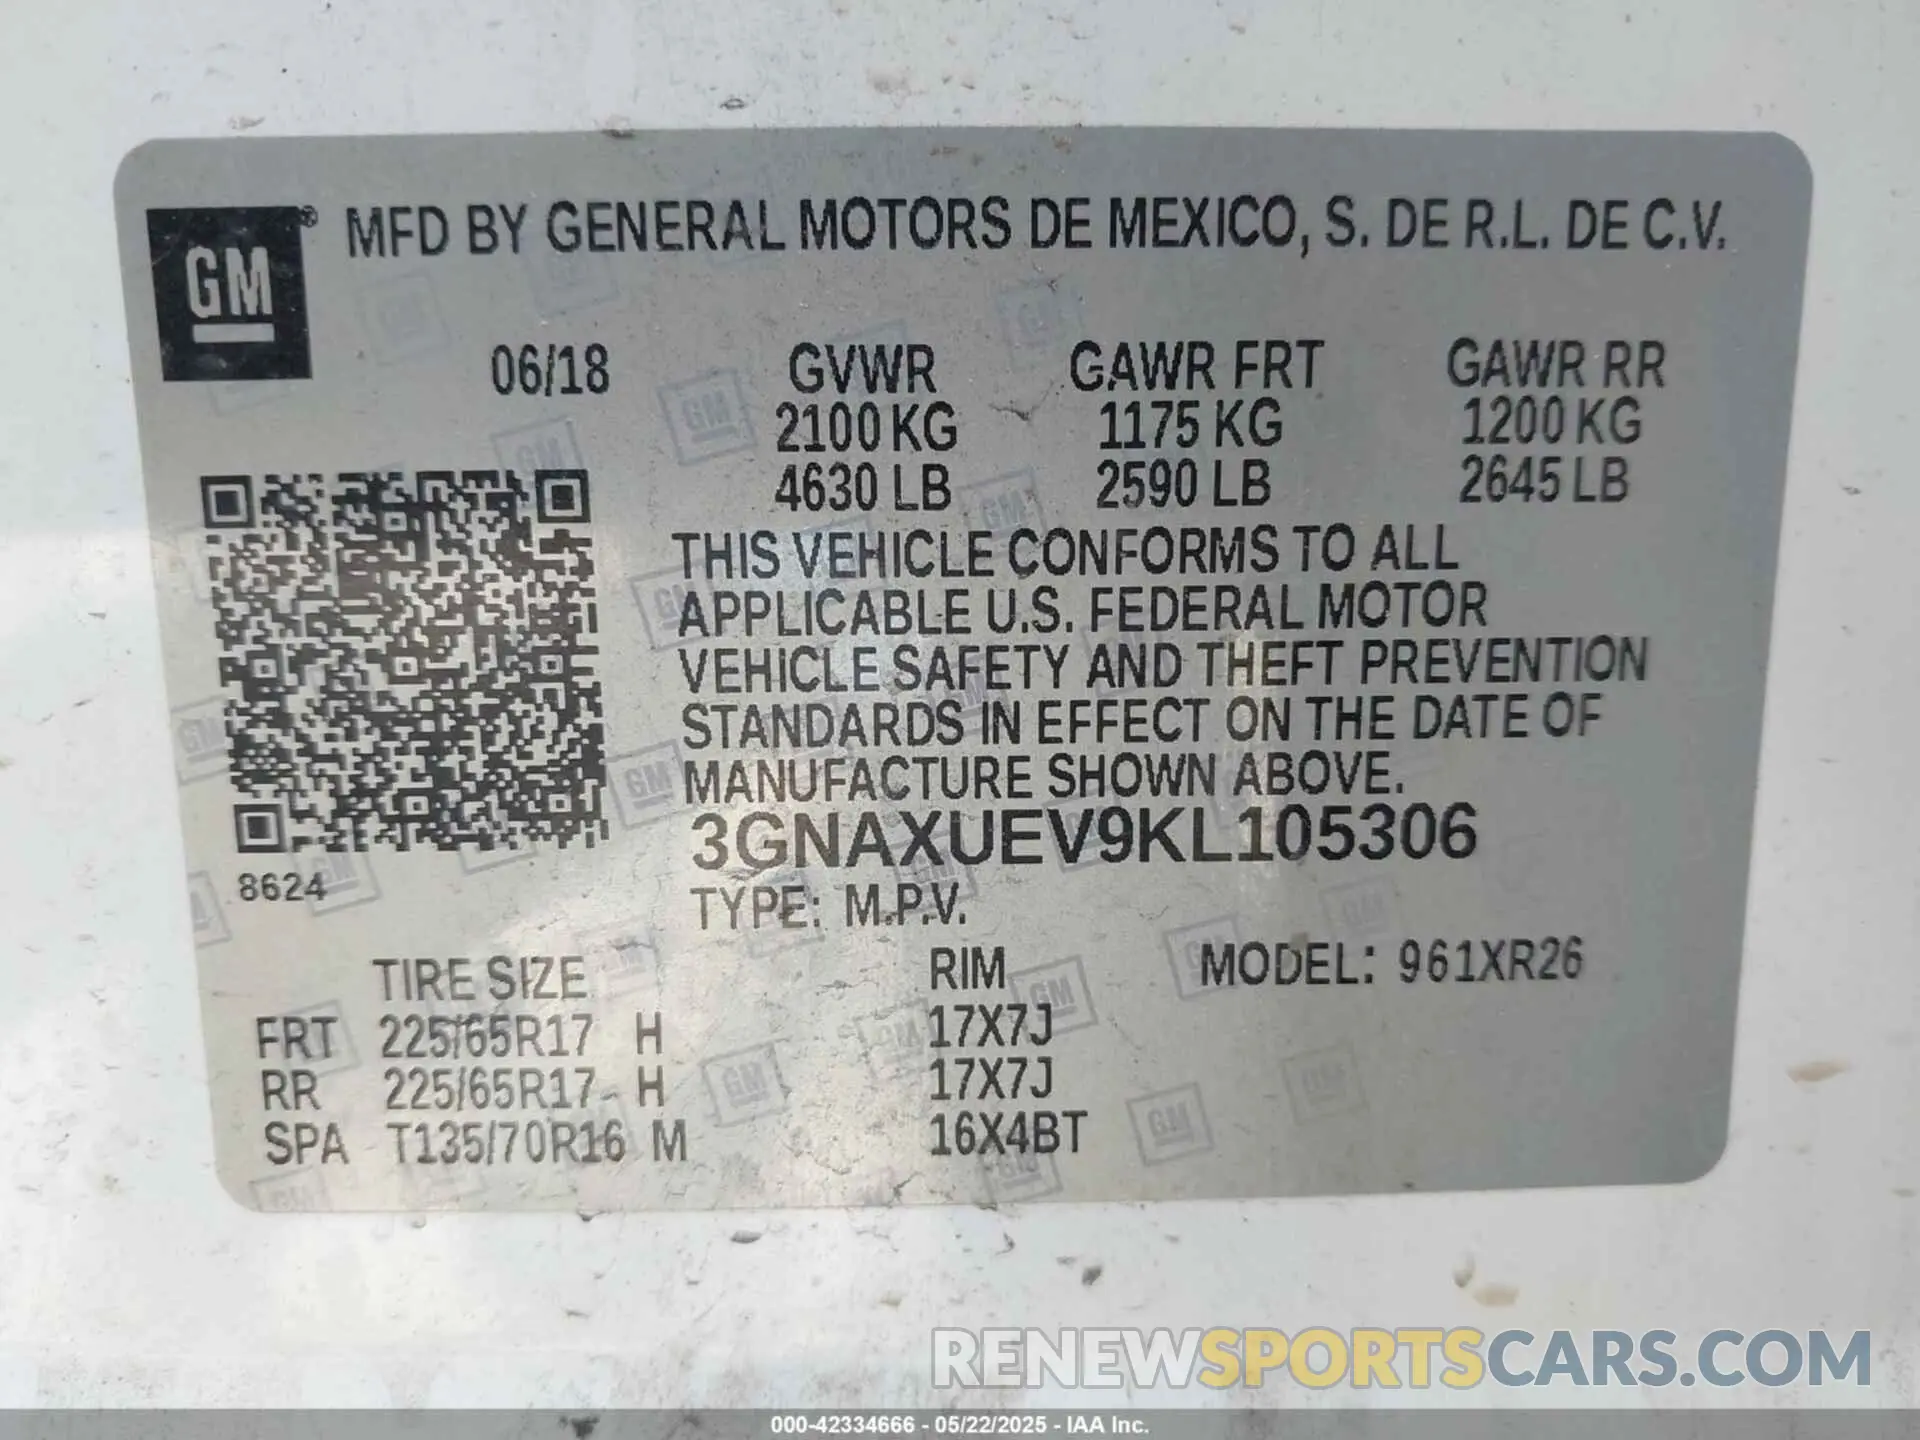 GM ® MFD BY GENERAL MOTORS DE MEXICO, S. DE R.L. DE C.V.
06/18 GVWR GAWR FRT GAWR RR
2100 KG 1175 KG 1200 KG
4630 LB 2590 LB 2645 LB
THIS VEHICLE CONFORMS TO ALL
APPLICABLE U.S. FEDERAL MOTOR
VEHICLE SAFETY AND THEFT PREVENTION
STANDARDS IN EFFECT ON THE DATE OF
MANUFACTURE SHOWN ABOVE.
3GNAXUEV9KL105306
8624
TYPE: M.P.V.
TIRE SIZE RIM MODEL: 961XR26
FRT 225/65R17 H 17X7J
RR 225/65R17 H 17X7J
SPA T135/70R16 M 16X4BT
RENEWSPORTSCARS.COM
000-42334666 - 05/22/2025 - IAA Inc.